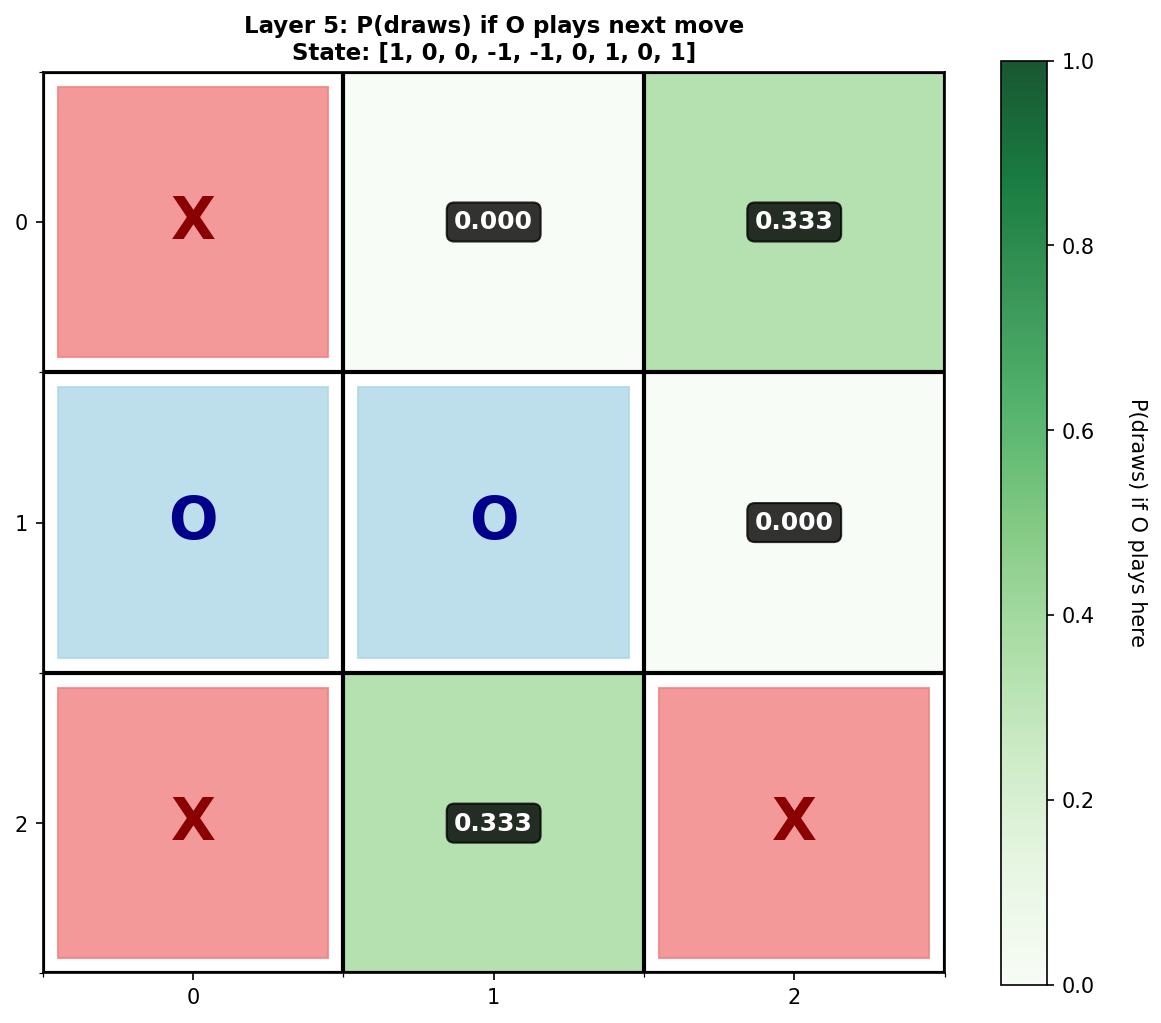 Layer 5: P(draws) if O plays next move
State: [1, 0, 0, -1, -1, 0, 1, 0, 1]
0
X
0.000
0.333
1
O
O
0.000
2
X
0.333
X
0
1
2
1.0
0.8
0.6
0.4
0.2
0.0
P(draws) if O plays here